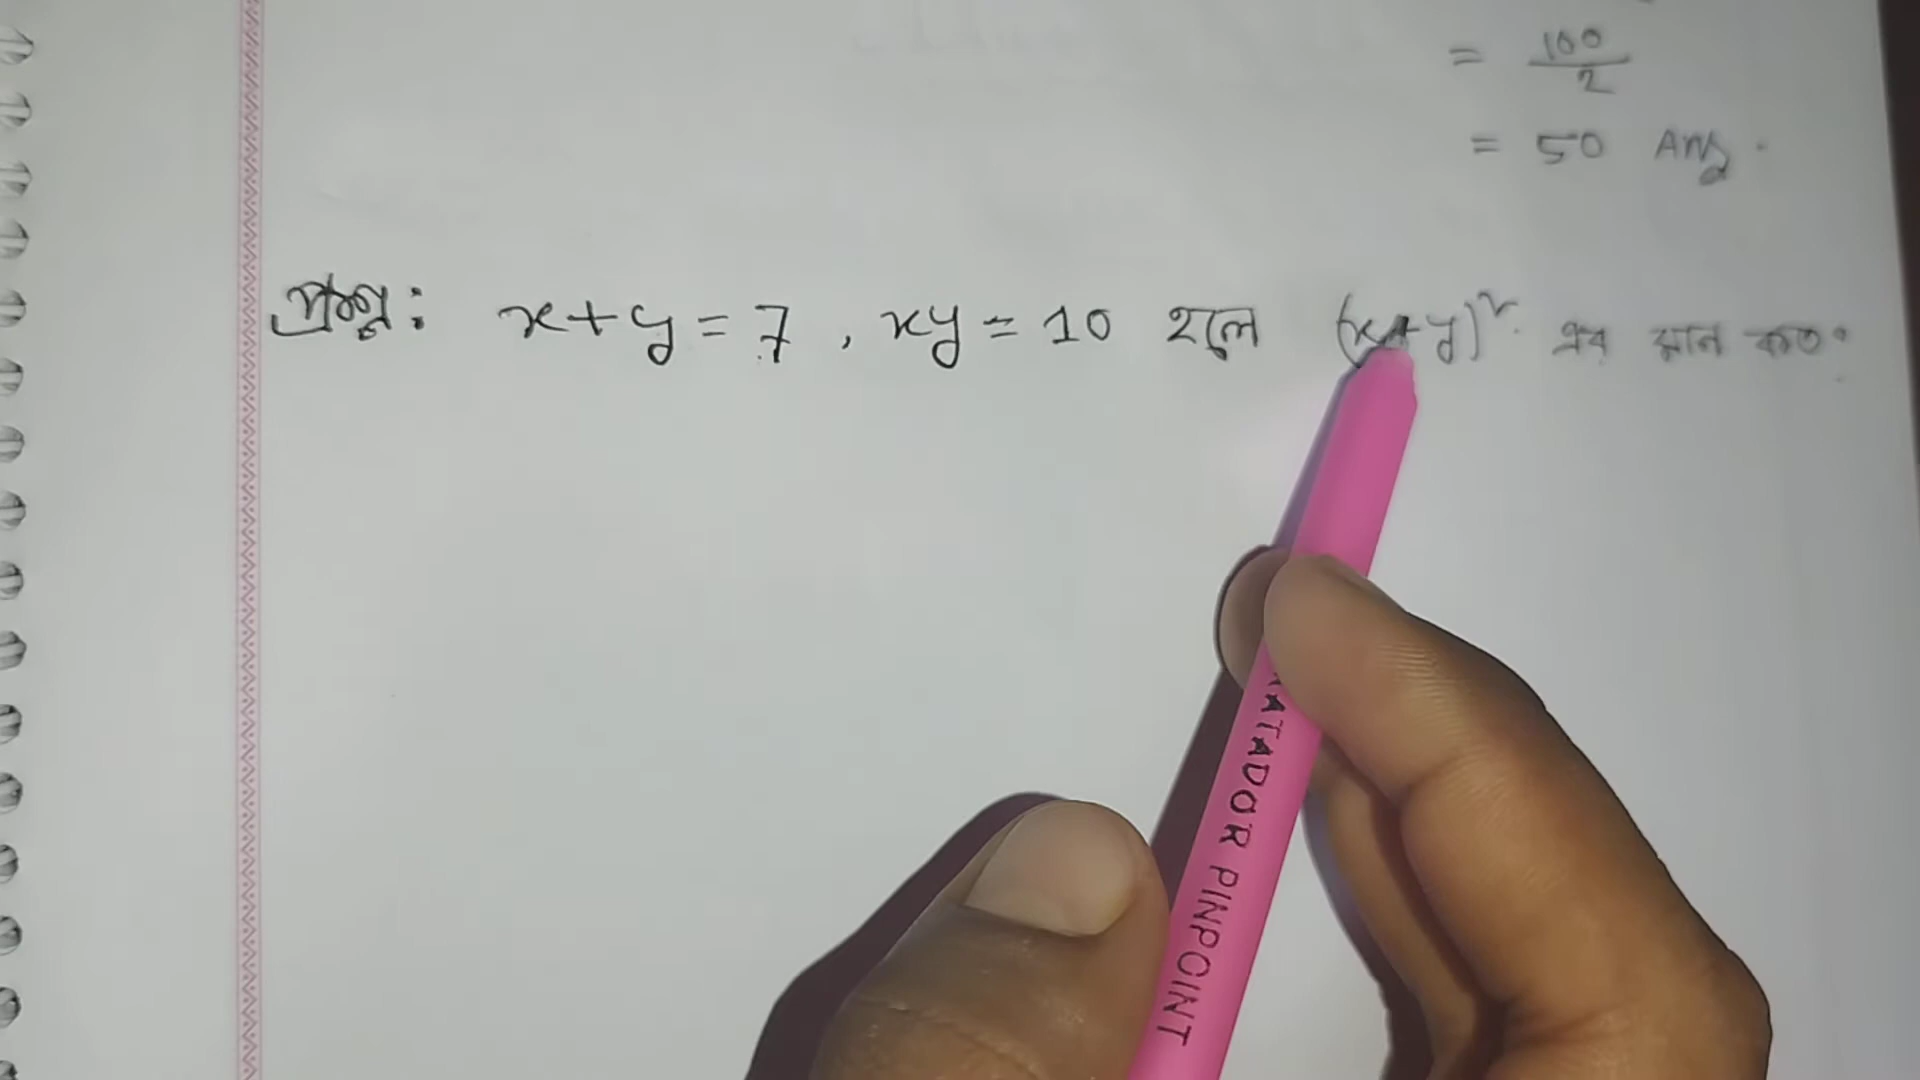 = 100/2
= 50 Ans.
প্রশ্ন: x+y=7, xy=10 হলে (x+y)² এর মান কত?
MATADOR PINPOINT